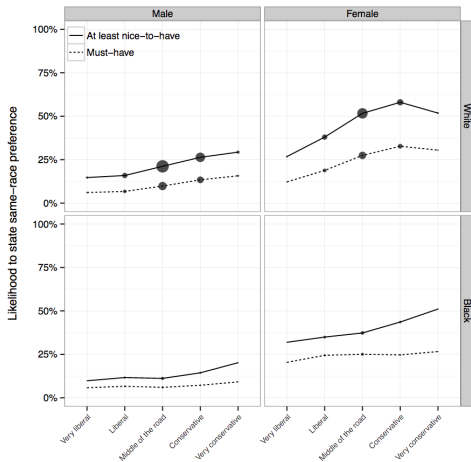 Male
Female
At least nice-to-have
Must-have
100%
75%
50%
25%
0%
White
100%
75%
50%
25%
0%
Black
Likelihood to state same-race preference
Very liberal
Liberal
Middle of the road
Conservative
Very conservative
Very liberal
Liberal
Middle of the road
Conservative
Very conservative